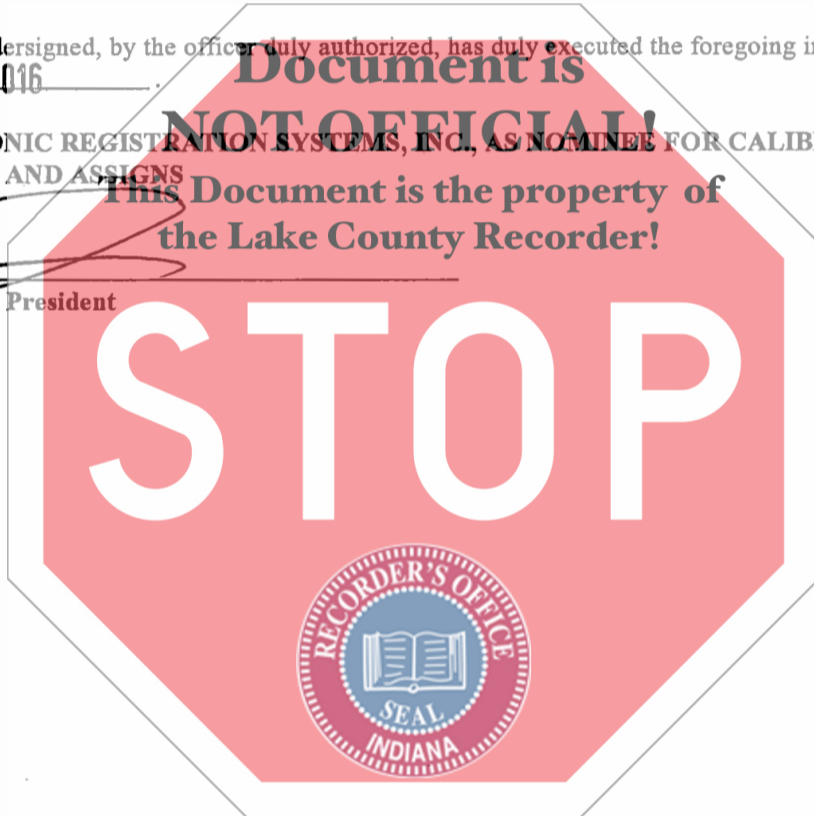 ersigned, by the officer duly authorized, has duly executed the foregoing i
016
Document is
NOT OFFICIAL!
NIC REGISTRATION SYSTEMS, INC., AS NOMINEE FOR CALIB
AND ASSIGNS
This Document is the property of
the Lake County Recorder!
President
STOP
RECORDER'S OFFICE
SEAL
INDIANA